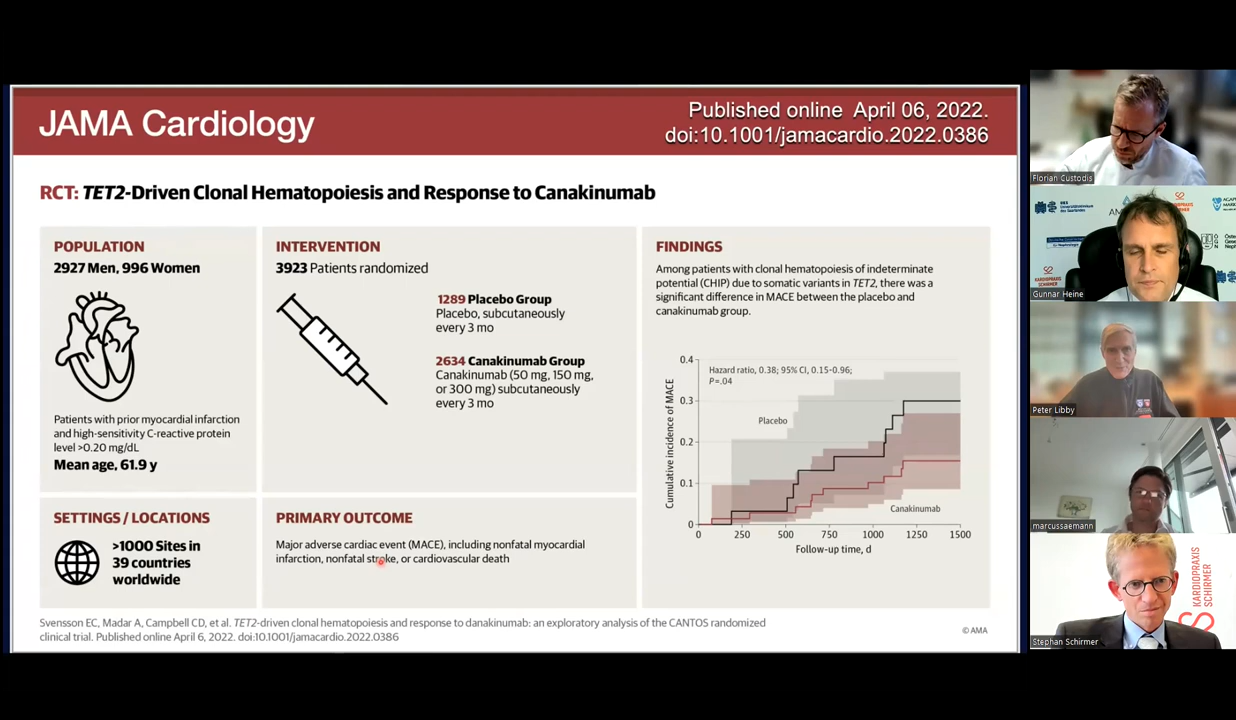 JAMA Cardiology
Published online April 06, 2022.
doi:10.1001/jamacardio.2022.0386
RCT: TET2-Driven Clonal Hematopoiesis and Response to Canakinumab
POPULATION
2927 Men, 996 Women
Patients with prior myocardial infarction
and high-sensitivity C-reactive protein
level >0.20 mg/dL
Mean age, 61.9 y
INTERVENTION
3923 Patients randomized
1289 Placebo Group
Placebo, subcutaneously
every 3 mo
2634 Canakinumab Group
Canakinumab (50 mg, 150 mg,
or 300 mg) subcutaneously
every 3 mo
FINDINGS
Among patients with clonal hematopoiesis of indeterminate
potential (CHIP) due to somatic variants in TET2, there was a
significant difference in MACE between the placebo and
canakinumab group.
Hazard ratio, 0.38; 95% CI, 0.15-0.96;
P=.04
Placebo
Canakinumab
Cumulative incidence of MACE
0.4
0.3
0.2
0.1
0
0 250 500 750 1000 1250 1500
Follow-up time, d
SETTINGS / LOCATIONS
>1000 Sites in
39 countries
worldwide
PRIMARY OUTCOME
Major adverse cardiac event (MACE), including nonfatal myocardial
infarction, nonfatal stroke, or cardiovascular death
Svensson EC, Madar A, Campbell CD, et al. TET2-driven clonal hematopoiesis and response to danakinumab: an exploratory analysis of the CANTOS randomized
clinical trial. Published online April 6, 2022. doi:10.1001/jamacardio.2022.0386
© AMA
Florian Custodis
Gunnar Heine
Peter Libby
marcussaemann
KARDIOPRAXIS
SCHIRMER
Stephan Schirmer